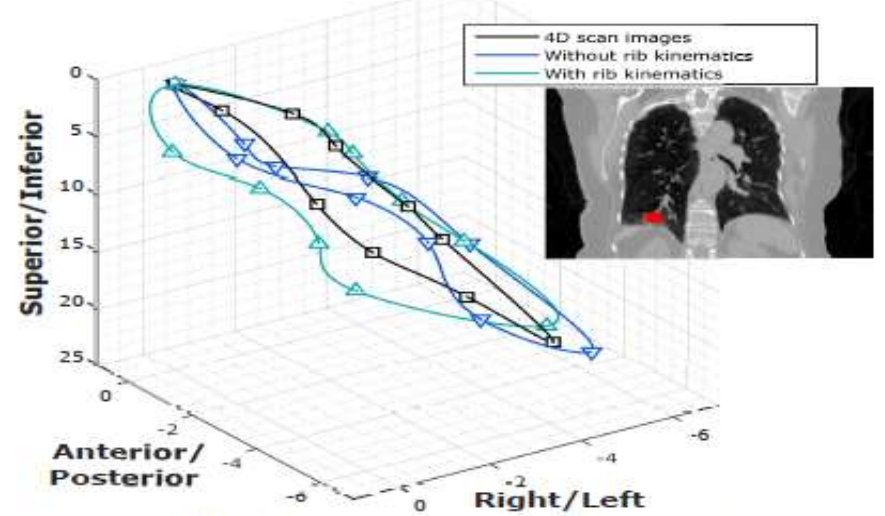 4D scan images
Without rib kinematics
With rib kinematics
0
5
10
15
20
25
Superior/Inferior
0
-2
-4
-6
Anterior/
Posterior
0
-2
-4
-6
Right/Left